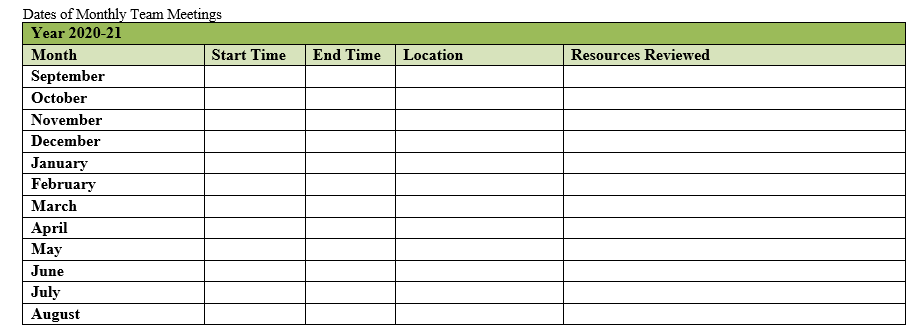 Dates of Monthly Team Meetings
Year 2020-21
Month Start Time End Time Location Resources Reviewed
September
October
November
December
January
February
March
April
May
June
July
August